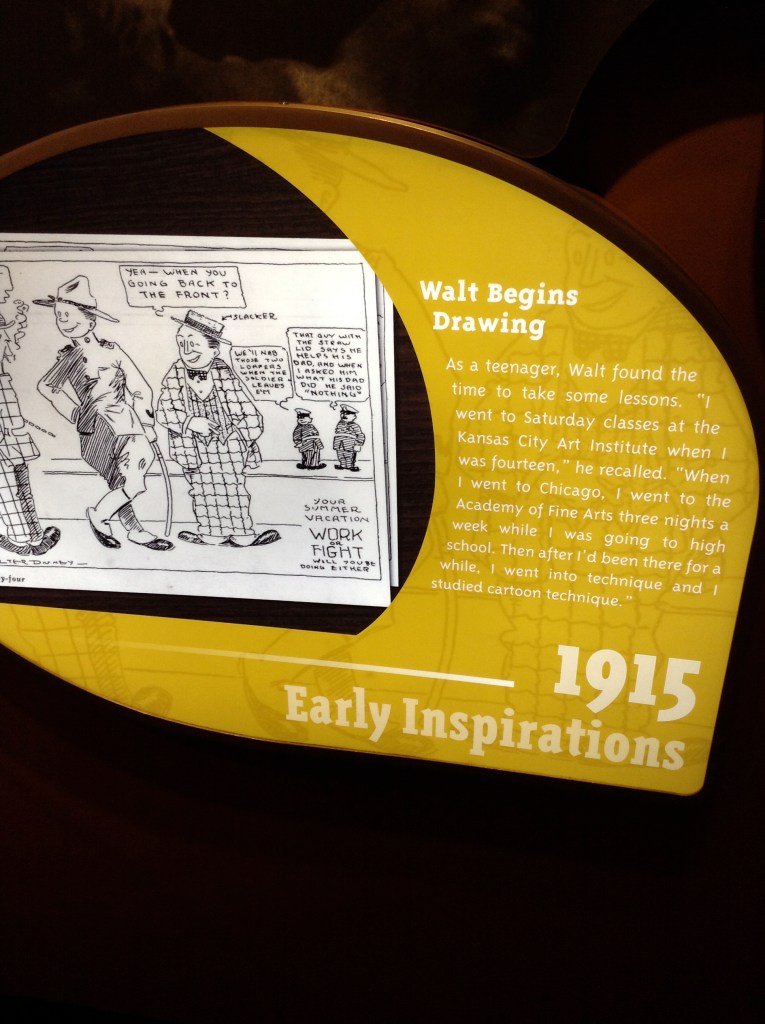 YEA— WHEN YOU
GOING BACK TO
THE FRONT?
SLACKER
WE'LL NAB
THOSE TWO
LOAFERS
WHEN THE
SOLDIER
LEAVES
'EM
THAT GUY WITH
THE STRAW
LID SAYS HE
HELPS HIS
DAD, AND WHEN
I ASKED HIM
WHAT HIS DAD
DID HE SAID
"NOTHING"
YOUR
SUMMER
VACATION
WORK
OR
FIGHT
WILL YOU BE
DOING EITHER
y-four
Walt Begins
Drawing
As a teenager, Walt found the
time to take some lessons. "I
went to Saturday classes at the
Kansas City Art Institute when I
was fourteen," he recalled. "When
I went to Chicago, I went to the
Academy of Fine Arts three nights a
week while I was going to high
school. Then after I'd been there for a
while, I went into technique and I
studied cartoon technique."
1915
Early Inspirations